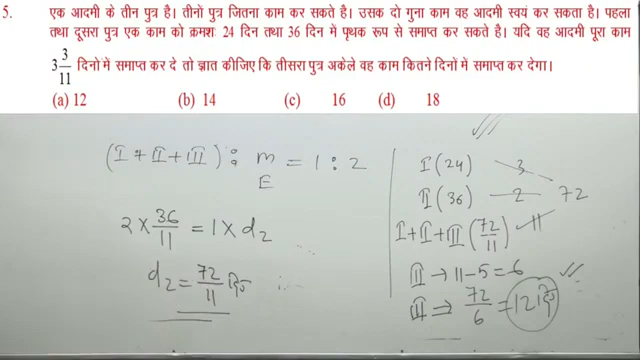 5. एक आदमी के तीन पुत्र है। तीनो पुत्र जितना काम कर सकते है। उसक दो गुना काम वह आदमी स्वयं कर सकता है। पहला
तथा दूसरा पुत्र एक काम को क्रमशः 24 दिन तथा 36 दिन में पृथक रूप से समाप्त कर सकते है। यदि वह आदमी पूरा काम
3 3/11 दिनों में समाप्त कर दे तो ज्ञात कीजिए कि तीसरा पुत्र अकेले वह काम कितने दिनों में समाप्त कर देगा।
(a) 12 (b) 14 (c) 16 (d) 18
(I + II + III) : m = 1 : 2
E
2 × 36/11 = 1 × d2
d2 = 72/11 दिन
I (24) 3
II (36) 2 72
I + I + III (72/11) 11
III → 11-5 = 6
III ⇒ 72/6 = 12 दिन